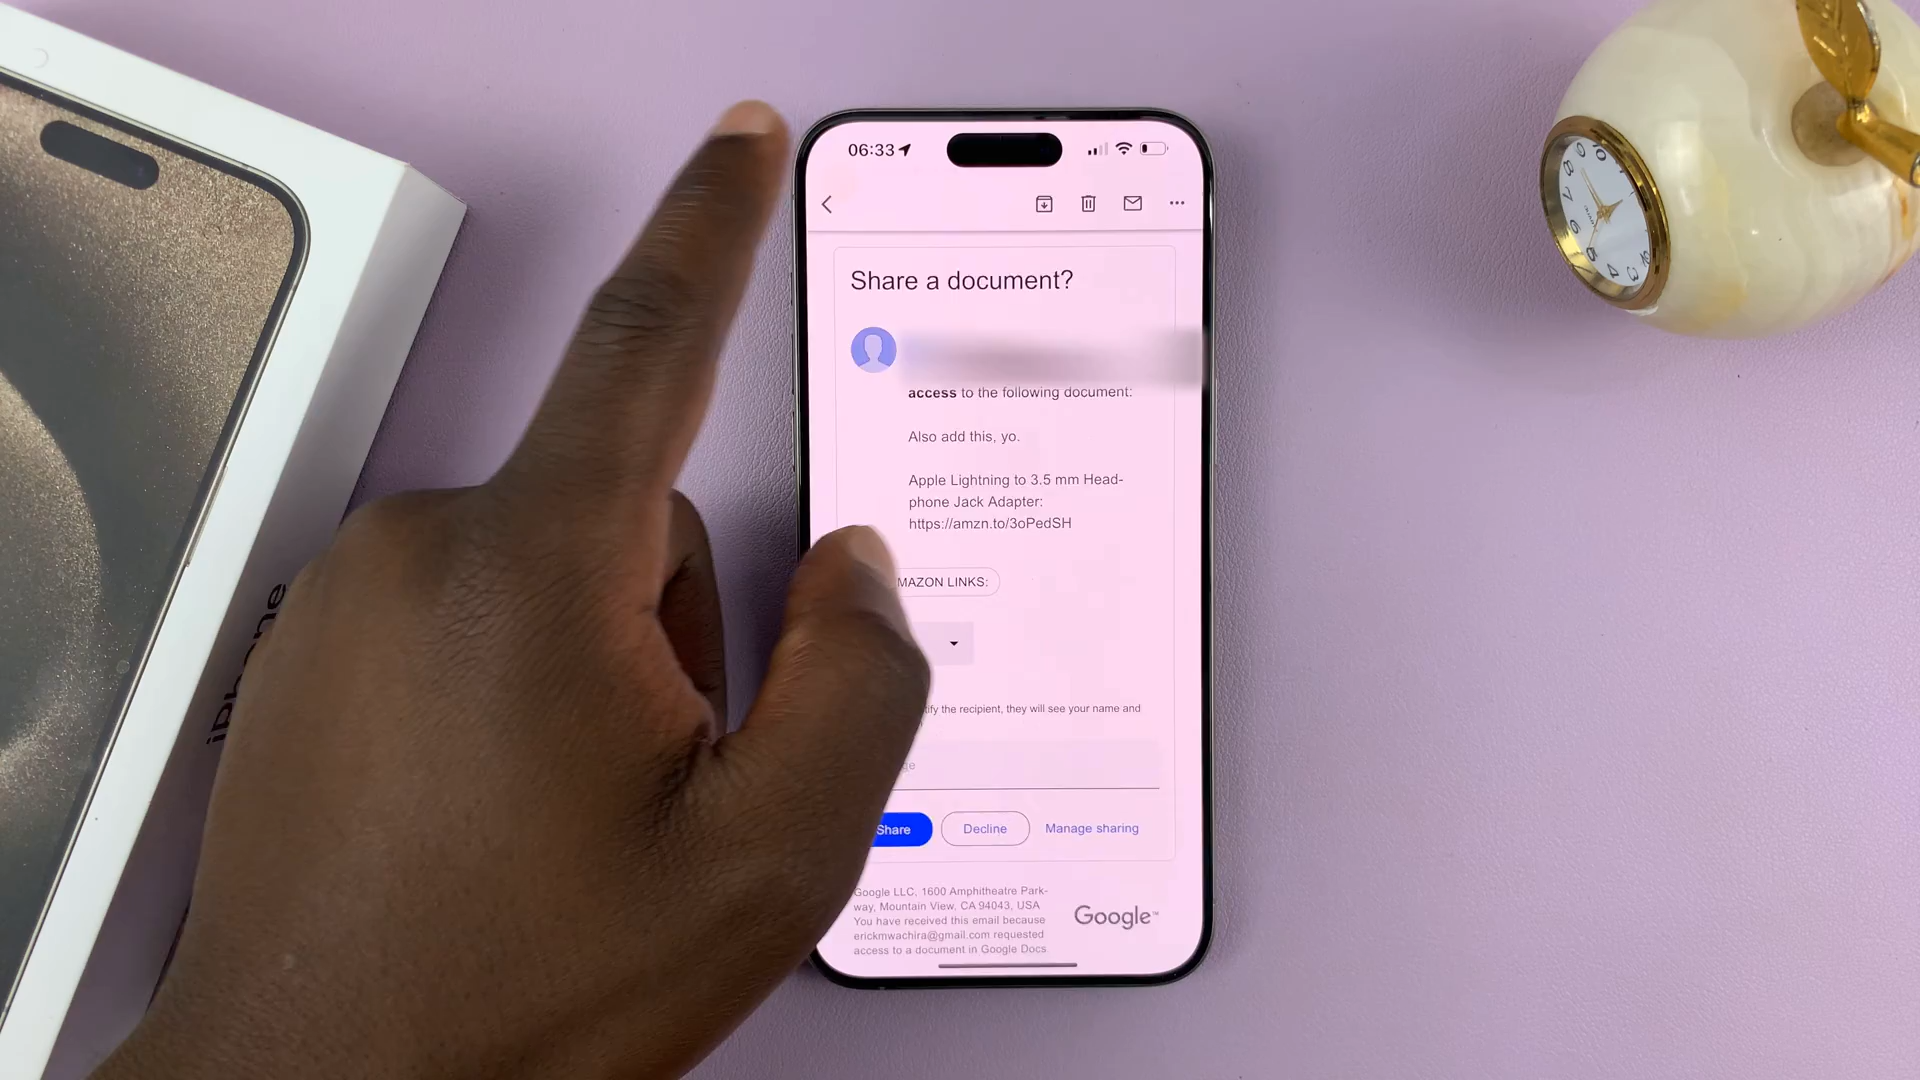 06:33
Share a document?
access to the following document:
Also add this, yo.
Apple Lightning to 3.5 mm Head-
phone Jack Adapter:
https://amzn.to/3oPedSH
MAZON LINKS:
tify the recipient, they will see your name and
Share
Decline
Manage sharing
Google LLC, 1600 Amphitheatre Park-
way, Mountain View, CA 94043, USA
You have received this email because
erickmwachira@gmail.com requested
access to a document in Google Docs
Google
iPhone